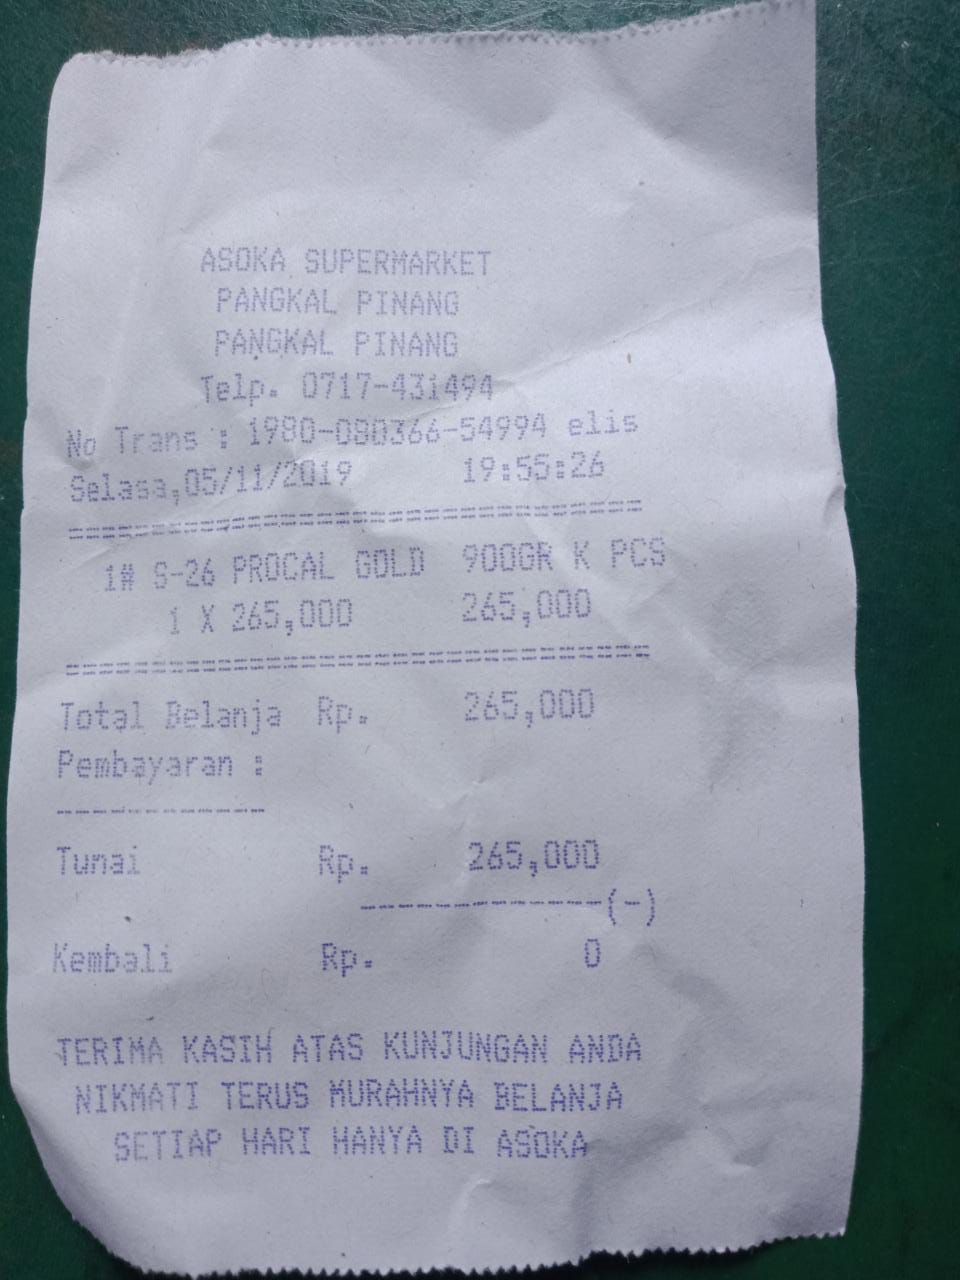 ASOKA SUPERMARKET
PANGKAL PINANG
PANGKAL PINANG
Telp. 0717-431494
No Trans : 1980-080366-54994 elis
Selasa,05/11/2019 19:55:26
1# S-26 PROCAL GOLD 900GR K PCS
1 X 265,000 265,000
Total Belanja Rp. 265,000
Pembayaran :
Tunai Rp. 265,000
(-)
Kembali Rp. 0
TERIMA KASIH ATAS KUNJUNGAN ANDA
NIKMATI TERUS MURAHNYA BELANJA
SETIAP HARI HANYA DI ASOKA